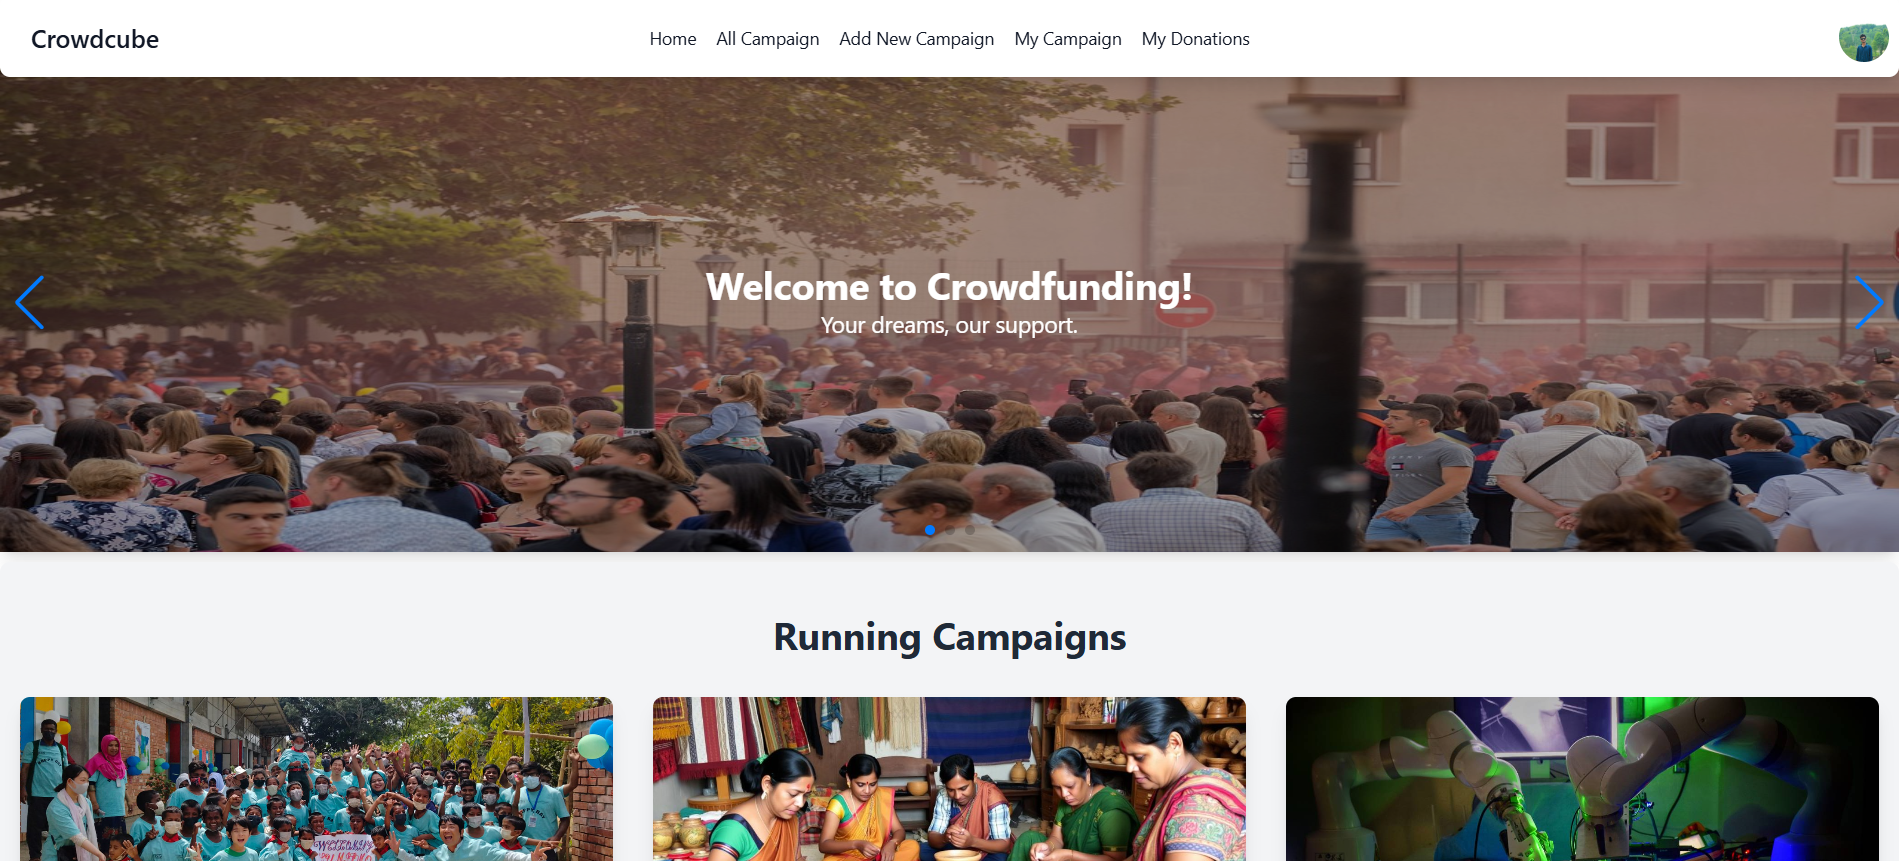 Crowdcube
Home All Campaign Add New Campaign My Campaign My Donations
Welcome to Crowdfunding!
Your dreams, our support.
Running Campaigns